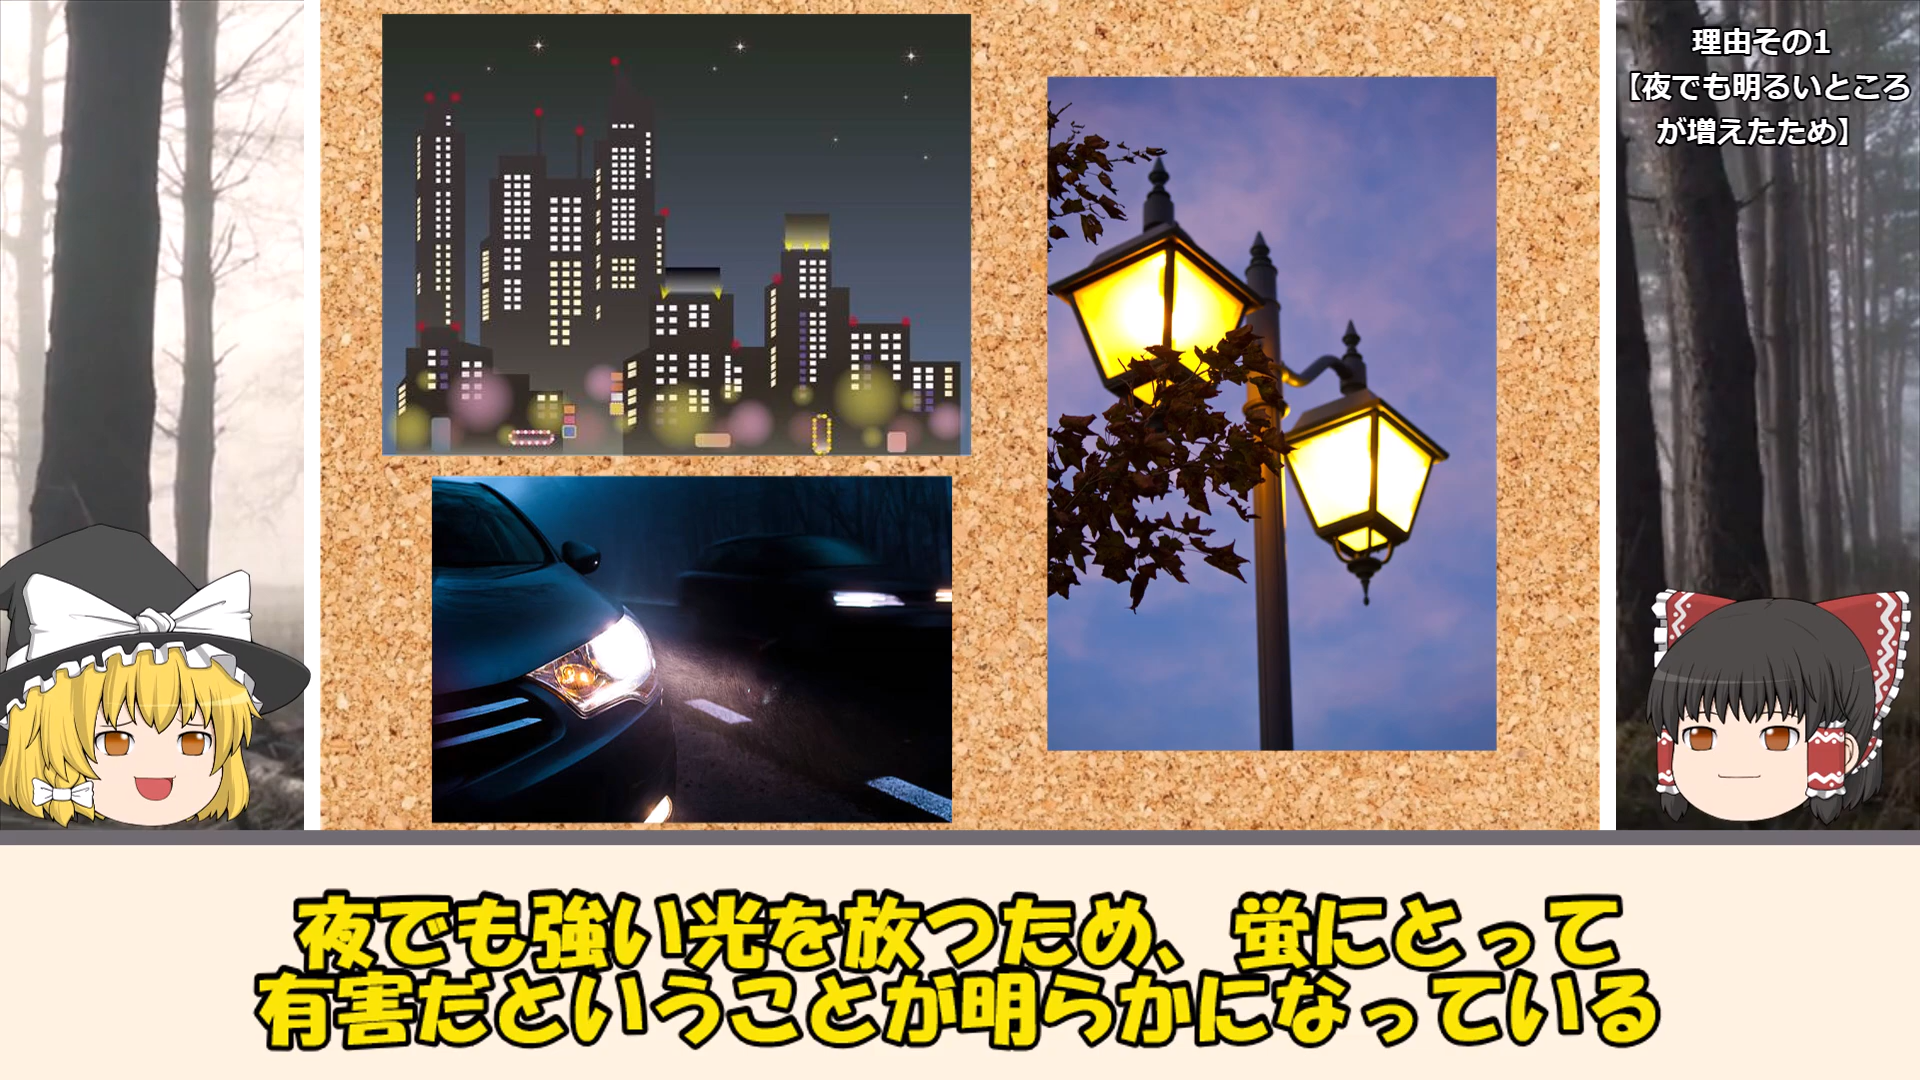 理由その1
【夜でも明るいところ
が増えたため】
夜でも強い光を放つため、蛍にとって
有害だということが明らかになっている